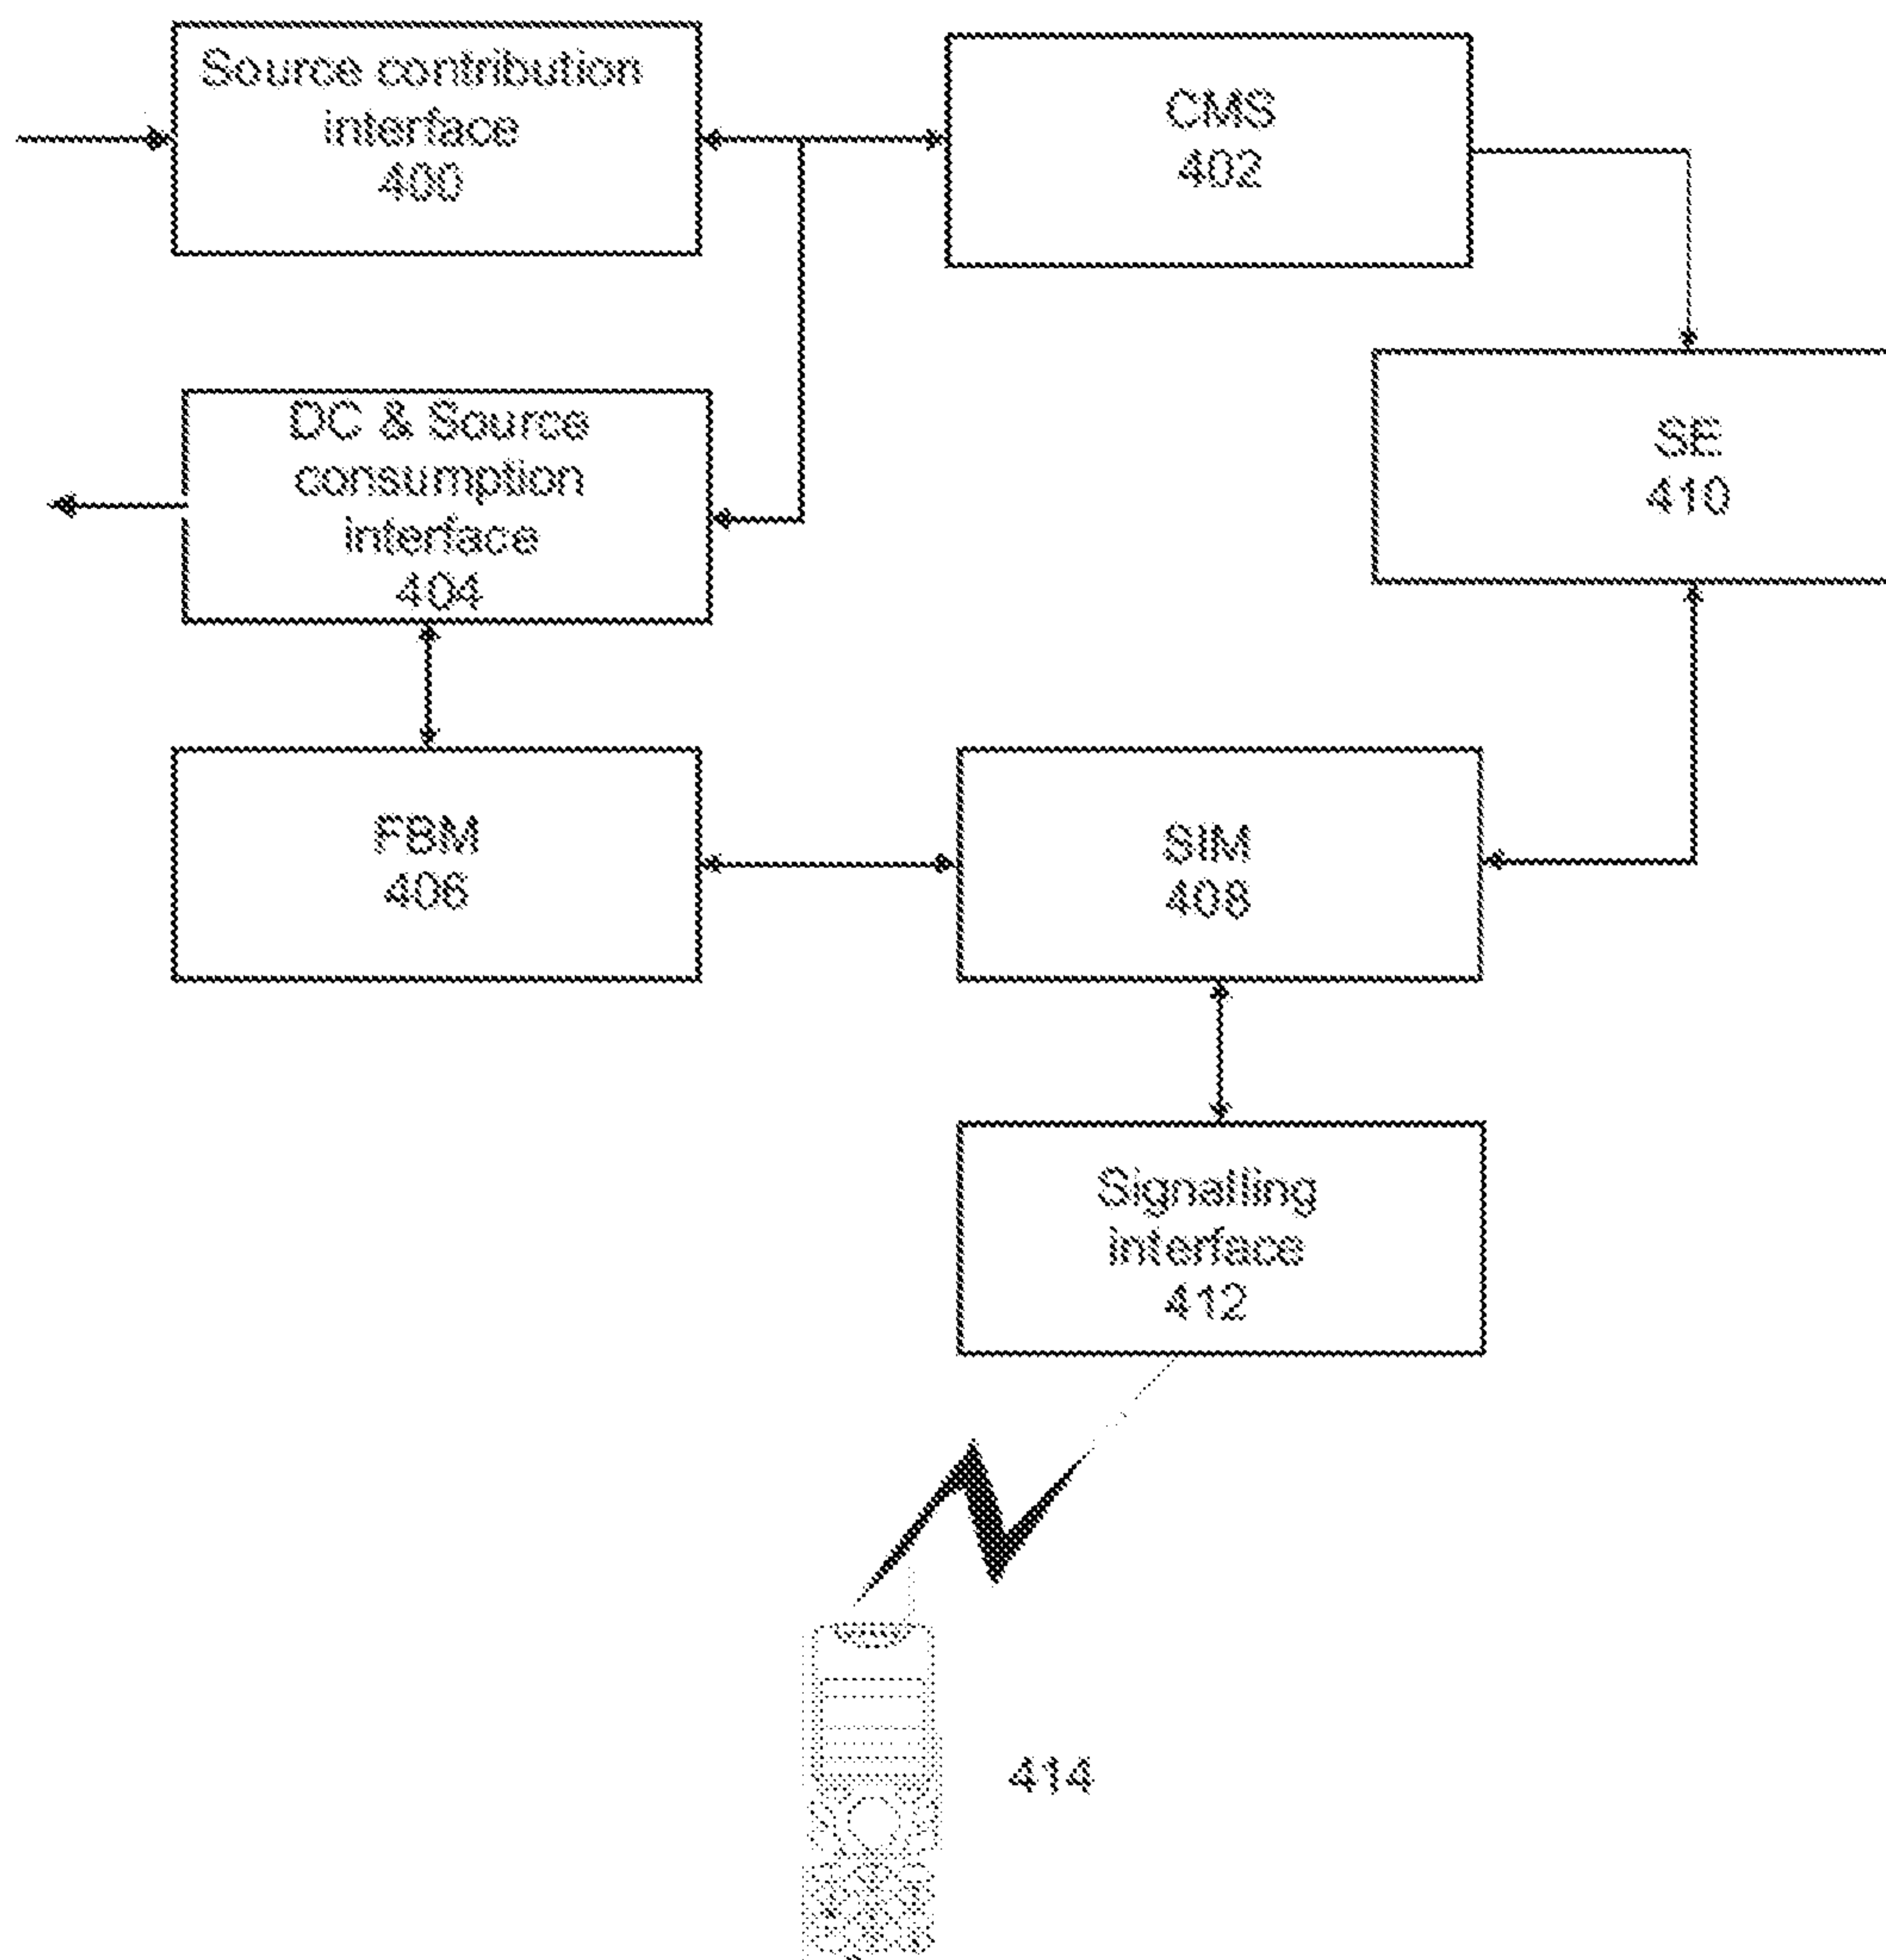 Source contribution
interface
400
CMS
402
DC & Source
consumption
interface
404
SE
410
FBM
406
SIM
408
Signalling
interface
412
414